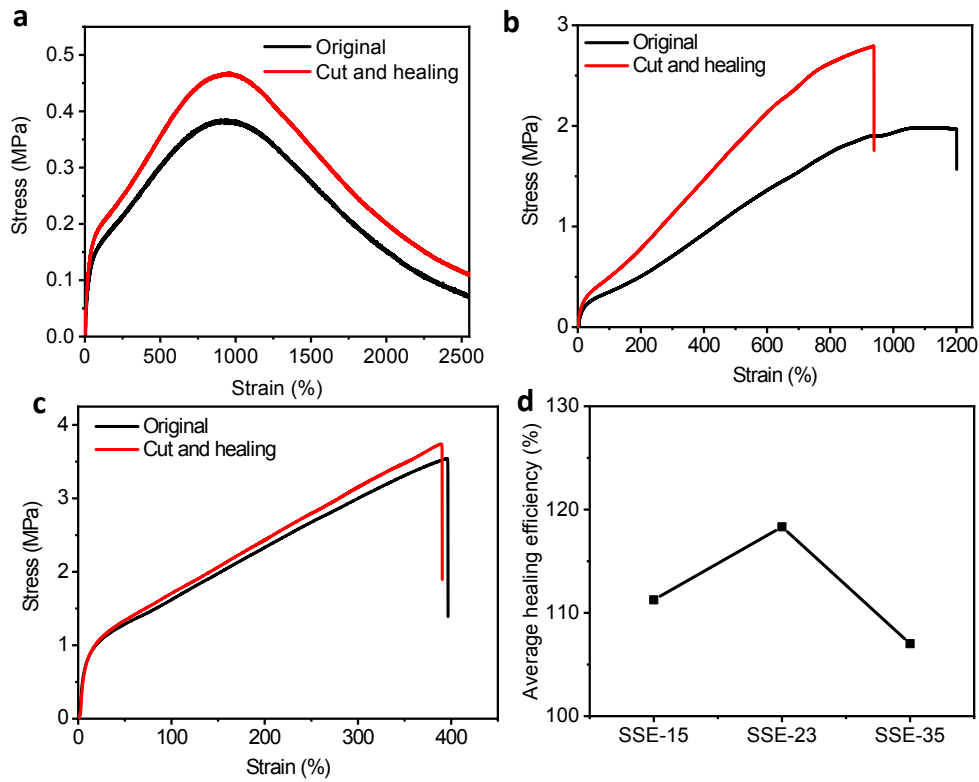 a
Original
Cut and healing
0.5
0.4
0.3
0.2
0.1
0.0
Stress (MPa)
0
500
1000
1500
2000
2500
Strain (%)
b
Original
Cut and healing
3
2
1
0
Stress (MPa)
0
200
400
600
800
1000
1200
Strain (%)
c
Original
Cut and healing
4
3
2
1
0
Stress (MPa)
0
100
200
300
400
Strain (%)
d
130
120
110
100
Average healing efficiency (%)
SSE-15
SSE-23
SSE-35